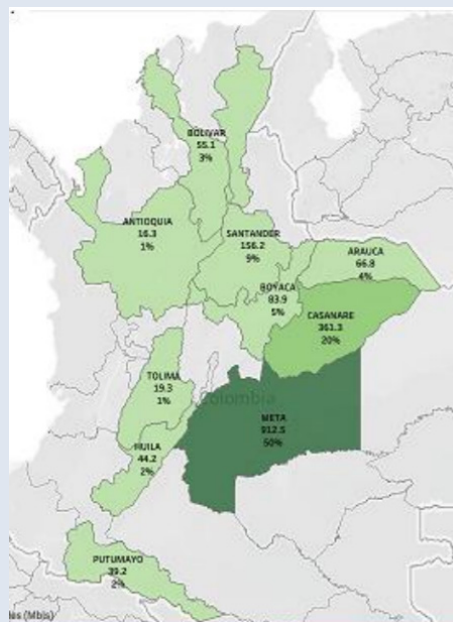 BOLIVAR
55.1
3%
ANTIOQUIA
16.3
1%
SANTANDER
156.2
9%
ARAUCA
66.8
4%
BOYACA
83.9
5%
CASANARE
361.3
20%
TOLIMA
19.3
1%
Colombia
META
912.5
50%
HUILA
44.2
2%
PUTUMAYO
39.2
2%
les (Mbls)